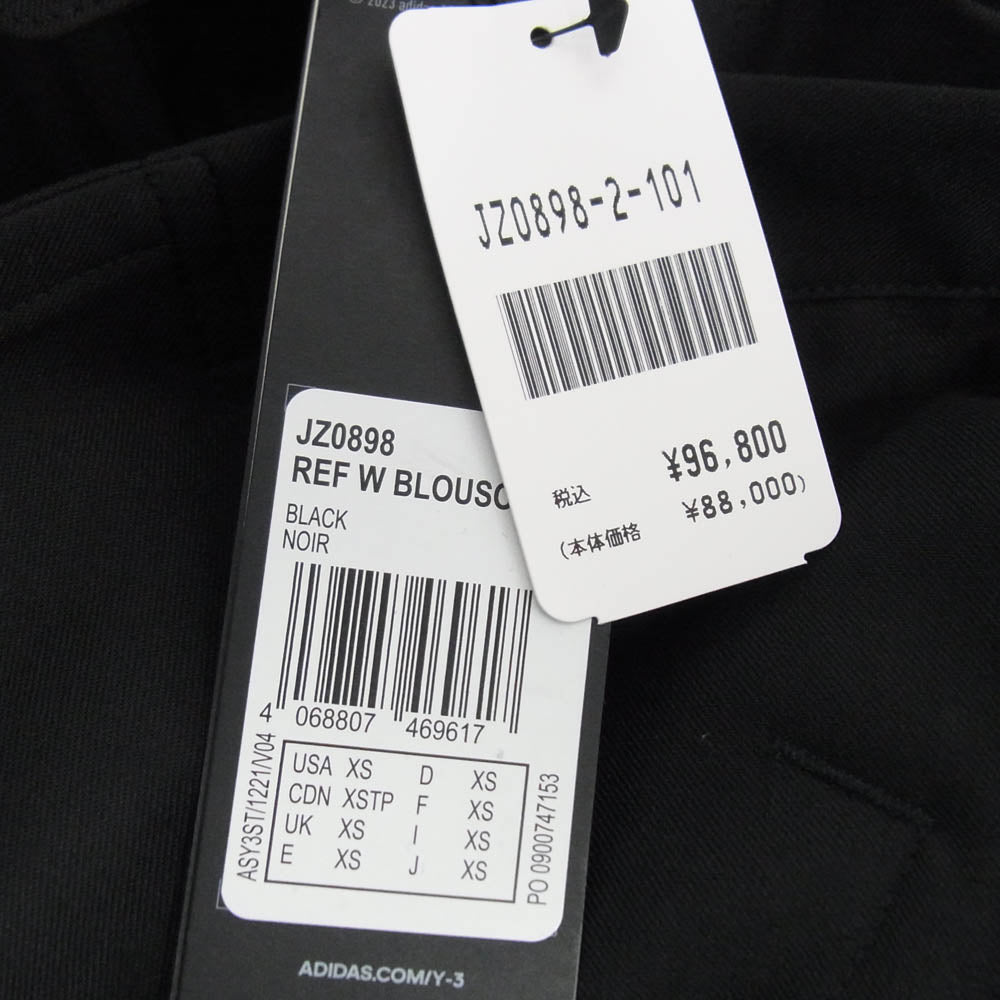 © 2023 adidas
JZ0898-2-101
¥96,800
税込
¥88,000)
(本体価格
JZ0898
REF W
BLACK
NOIR
4 068807 469617
USA XS D XS
CDN XSTP F XS
UK XS I XS
E XS J XS
ASY3ST/1221/V04
PO 0900747153
ADIDAS.COM/Y-3